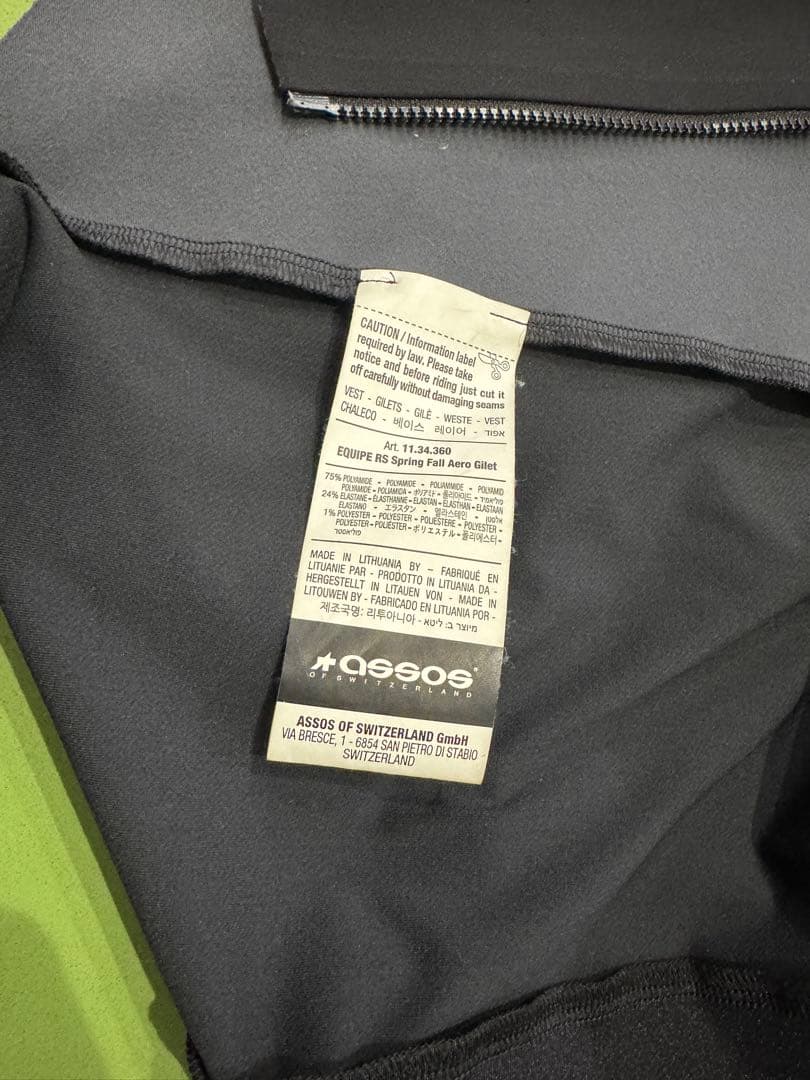 CAUTION / Information label
required by law. Please take
notice and before riding just cut it
off carefully without damaging seams
VEST - GILETS - GILÈ - WESTE - VEST
CHALECO - 베이스 레이어 - אפוד
Art. 11.34.360
EQUIPE RS Spring Fall Aero Gilet
75% POLYAMIDE - POLYAMIDE - POLIAMMIDE - POLYAMID
POLYAMIDE - POLIAMIDA - ポリアミド - 폴리아미드 - פוליאמיד
24% ELASTANE - ÉLASTHANNE - ELASTAN - ELASTHAN - ELASTAAN
ELASTANO - エラスタン - 엘라스테인 - אלסטן
1% POLYESTER - POLYESTER - POLIESTERE - POLYESTER -
POLYESTER - POLIÉSTER - ポリエステル - 폴리에스터 -
פוליאסטר
MADE IN LITHUANIA BY - FABRIQUÉ EN
LITUANIE PAR - PRODOTTO IN LITUANIA DA -
HERGESTELLT IN LITAUEN VON - MADE IN
LITOUWEN BY - FABRICADO EN LITUANIA POR -
제조국명: 리투아니아 - מיוצר ב: ליטא
assos®
OF SWITZERLAND
ASSOS OF SWITZERLAND GmbH
VIA BRESCE, 1 - 6854 SAN PIETRO DI STABIO
SWITZERLAND